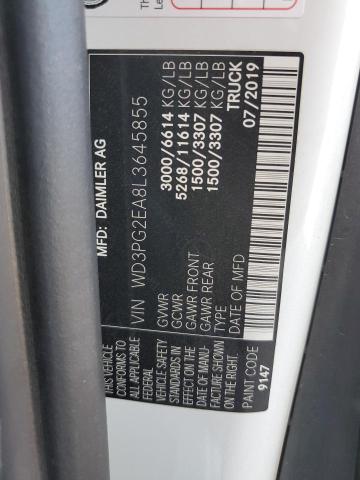 MFD: DAIMLER AG
VIN WD3PG2EA8L3645855
GVWR 3000/6614 KG/LB
GCWR 5268/11614 KG/LB
GAWR FRONT 1500/3307 KG/LB
GAWR REAR 1500/3307 KG/LB
TYPE TRUCK
DATE OF MFD 07/2019
THIS VEHICLE CONFORMS TO
ALL APPLICABLE FEDERAL
VEHICLE SAFETY
STANDARDS IN
EFFECT ON THE
DATE OF MANU-
FACTURE SHOWN
ON THE RIGHT.
PAINT CODE
9147